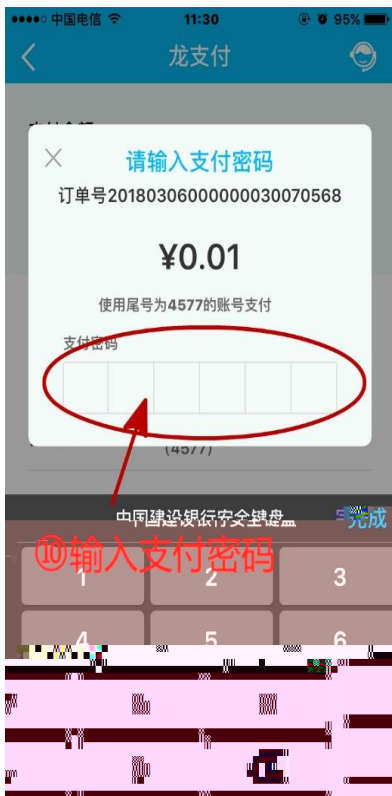 中国电信 11:30 95%
龙支付
请输入支付密码
订单号20180306000000030070568
¥0.01
使用尾号为4577的账号支付
支付密码
(4577)
中国建设银行安全键盘 完成
⑩输入支付密码
1 2 3
4 5 6